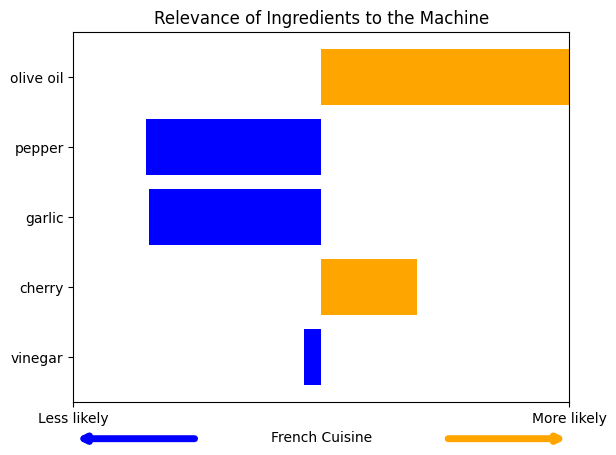 Relevance of Ingredients to the Machine
olive oil
pepper
garlic
cherry
vinegar
Less likely
More likely
French Cuisine